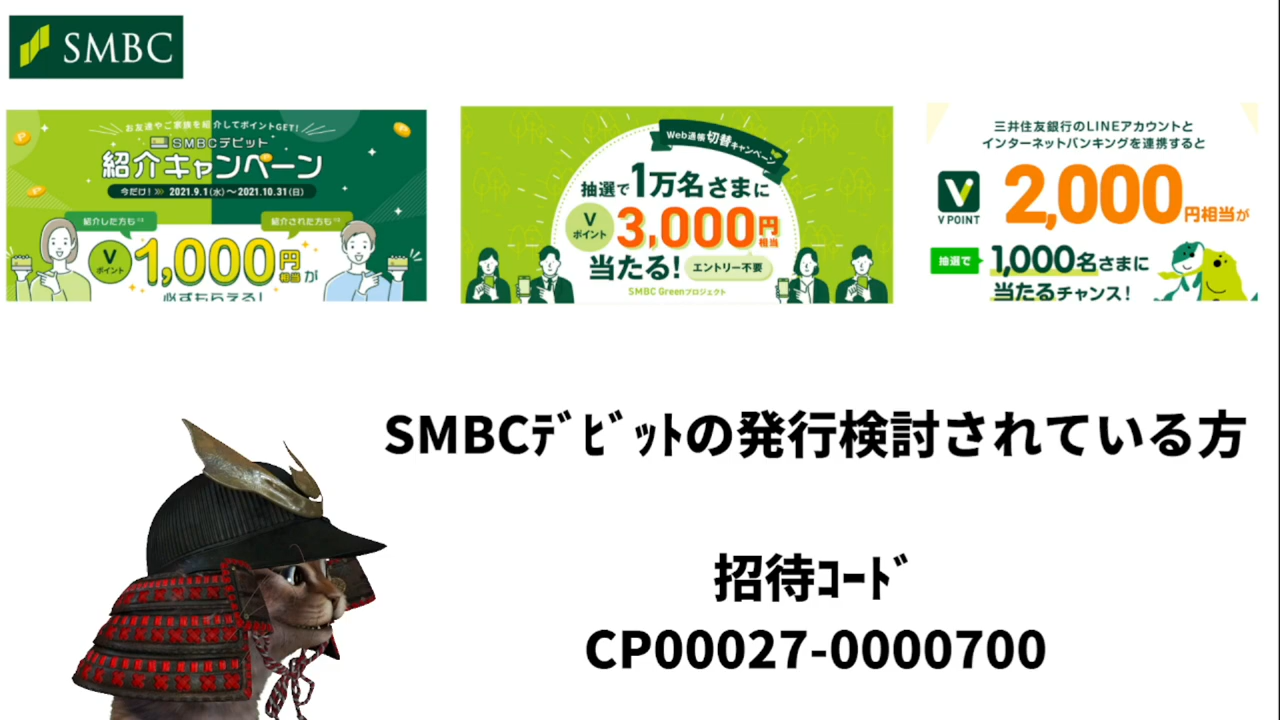 SMBC
お友達やご家族を紹介してポイントGET!
SMBCデビット
紹介キャンペーン
今だけ! 2021.9.1(水)～2021.10.31(日)
紹介した方も
紹介された方も
Vポイント 1,000円相当が
必ずもらえる!
Web通帳切替キャンペーン
抽選で1万名さまに
Vポイント 3,000円相当
当たる! エントリー不要
SMBC Greenプロジェクト
三井住友銀行のLINEアカウントと
インターネットバンキングを連携すると
V POINT
2,000円相当が
抽選で 1,000名さまに
当たるチャンス!
SMBCﾃﾞﾋﾞｯﾄの発行検討されている方
招待ｺｰﾄﾞ
CP00027-0000700